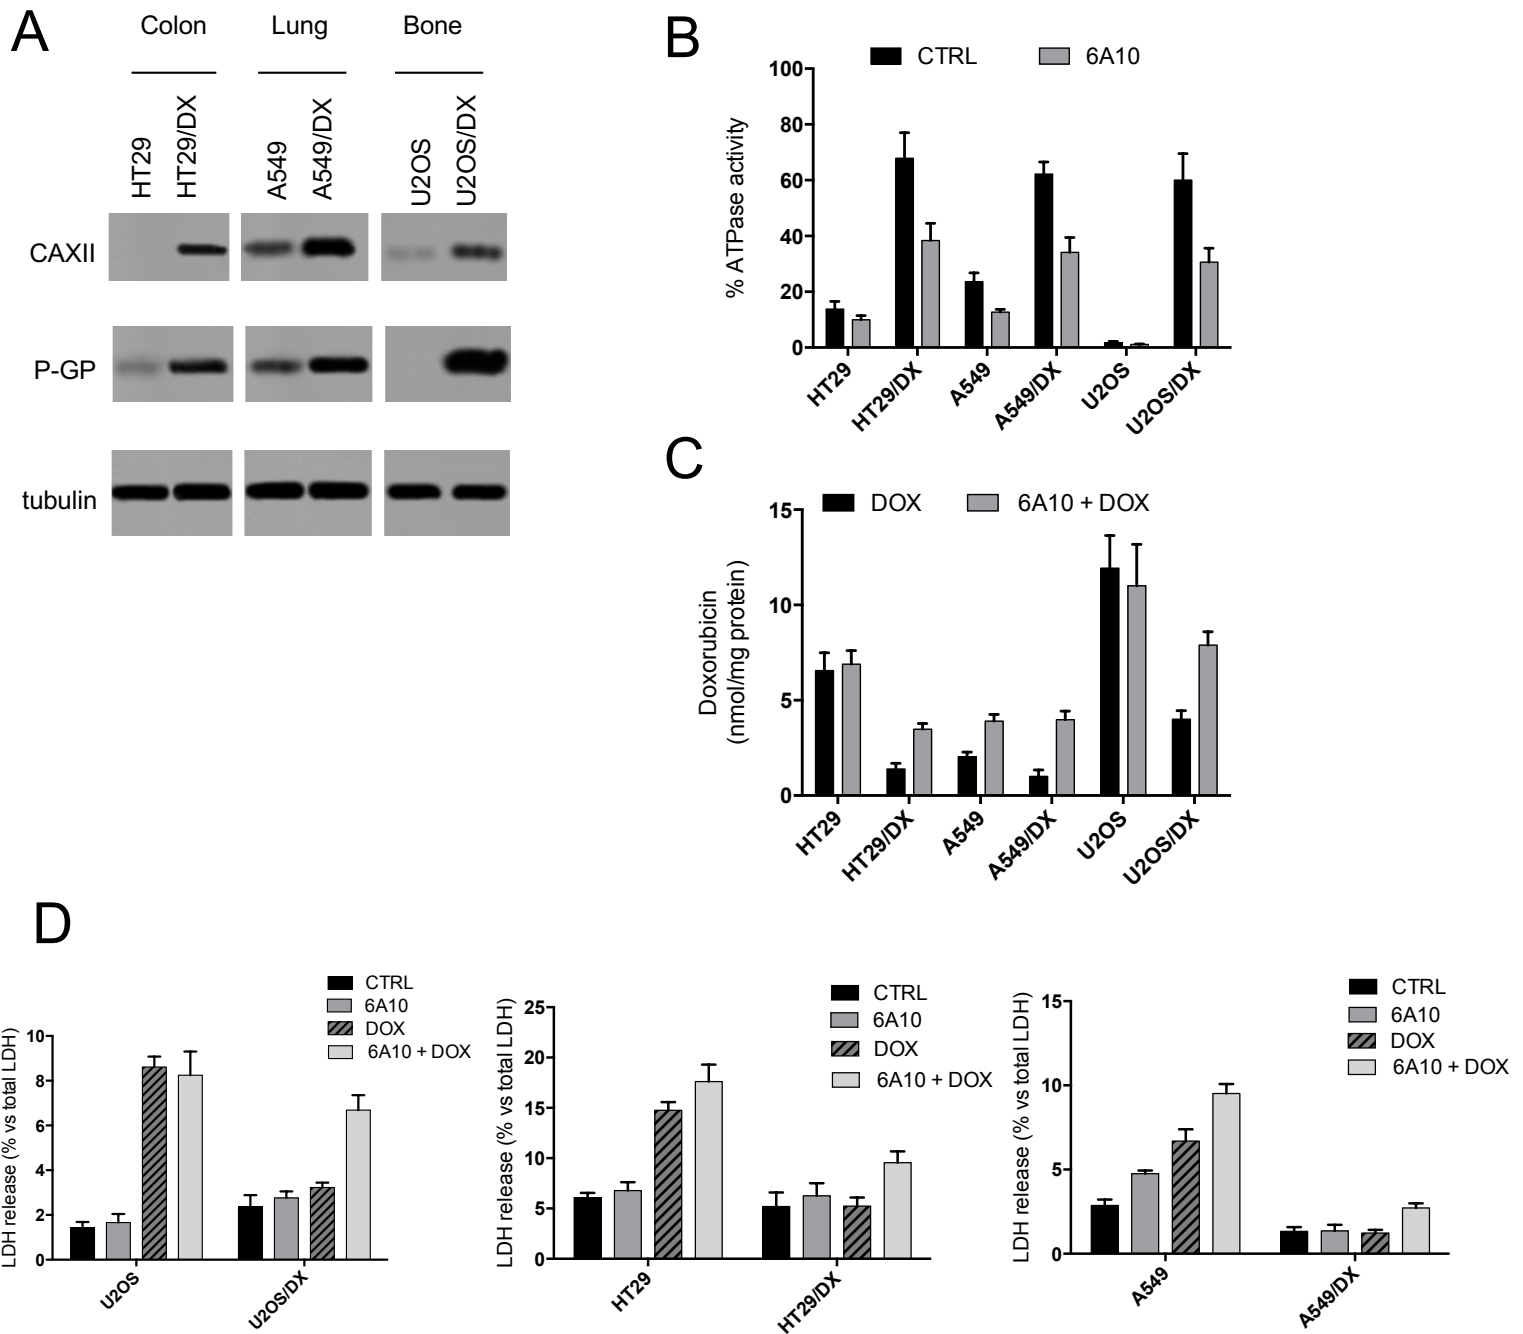 A
Colon Lung Bone
HT29 HT29/DX A549 A549/DX U2OS U2OS/DX
CAXII
P-GP
tubulin
B
CTRL 6A10
% ATPase activity
100
80
60
40
20
0
HT29 HT29/DX A549 A549/DX U2OS U2OS/DX
C
DOX 6A10 + DOX
Doxorubicin
(nmol/mg protein)
15
10
5
0
HT29 HT29/DX A549 A549/DX U2OS U2OS/DX
D
CTRL
6A10
DOX
6A10 + DOX
LDH release (% vs total LDH)
10
8
6
4
2
0
U2OS U2OS/DX
CTRL
6A10
DOX
6A10 + DOX
LDH release (% vs total LDH)
25
20
15
10
5
0
HT29 HT29/DX
CTRL
6A10
DOX
6A10 + DOX
LDH release (% vs total LDH)
15
10
5
0
A549 A549/DX